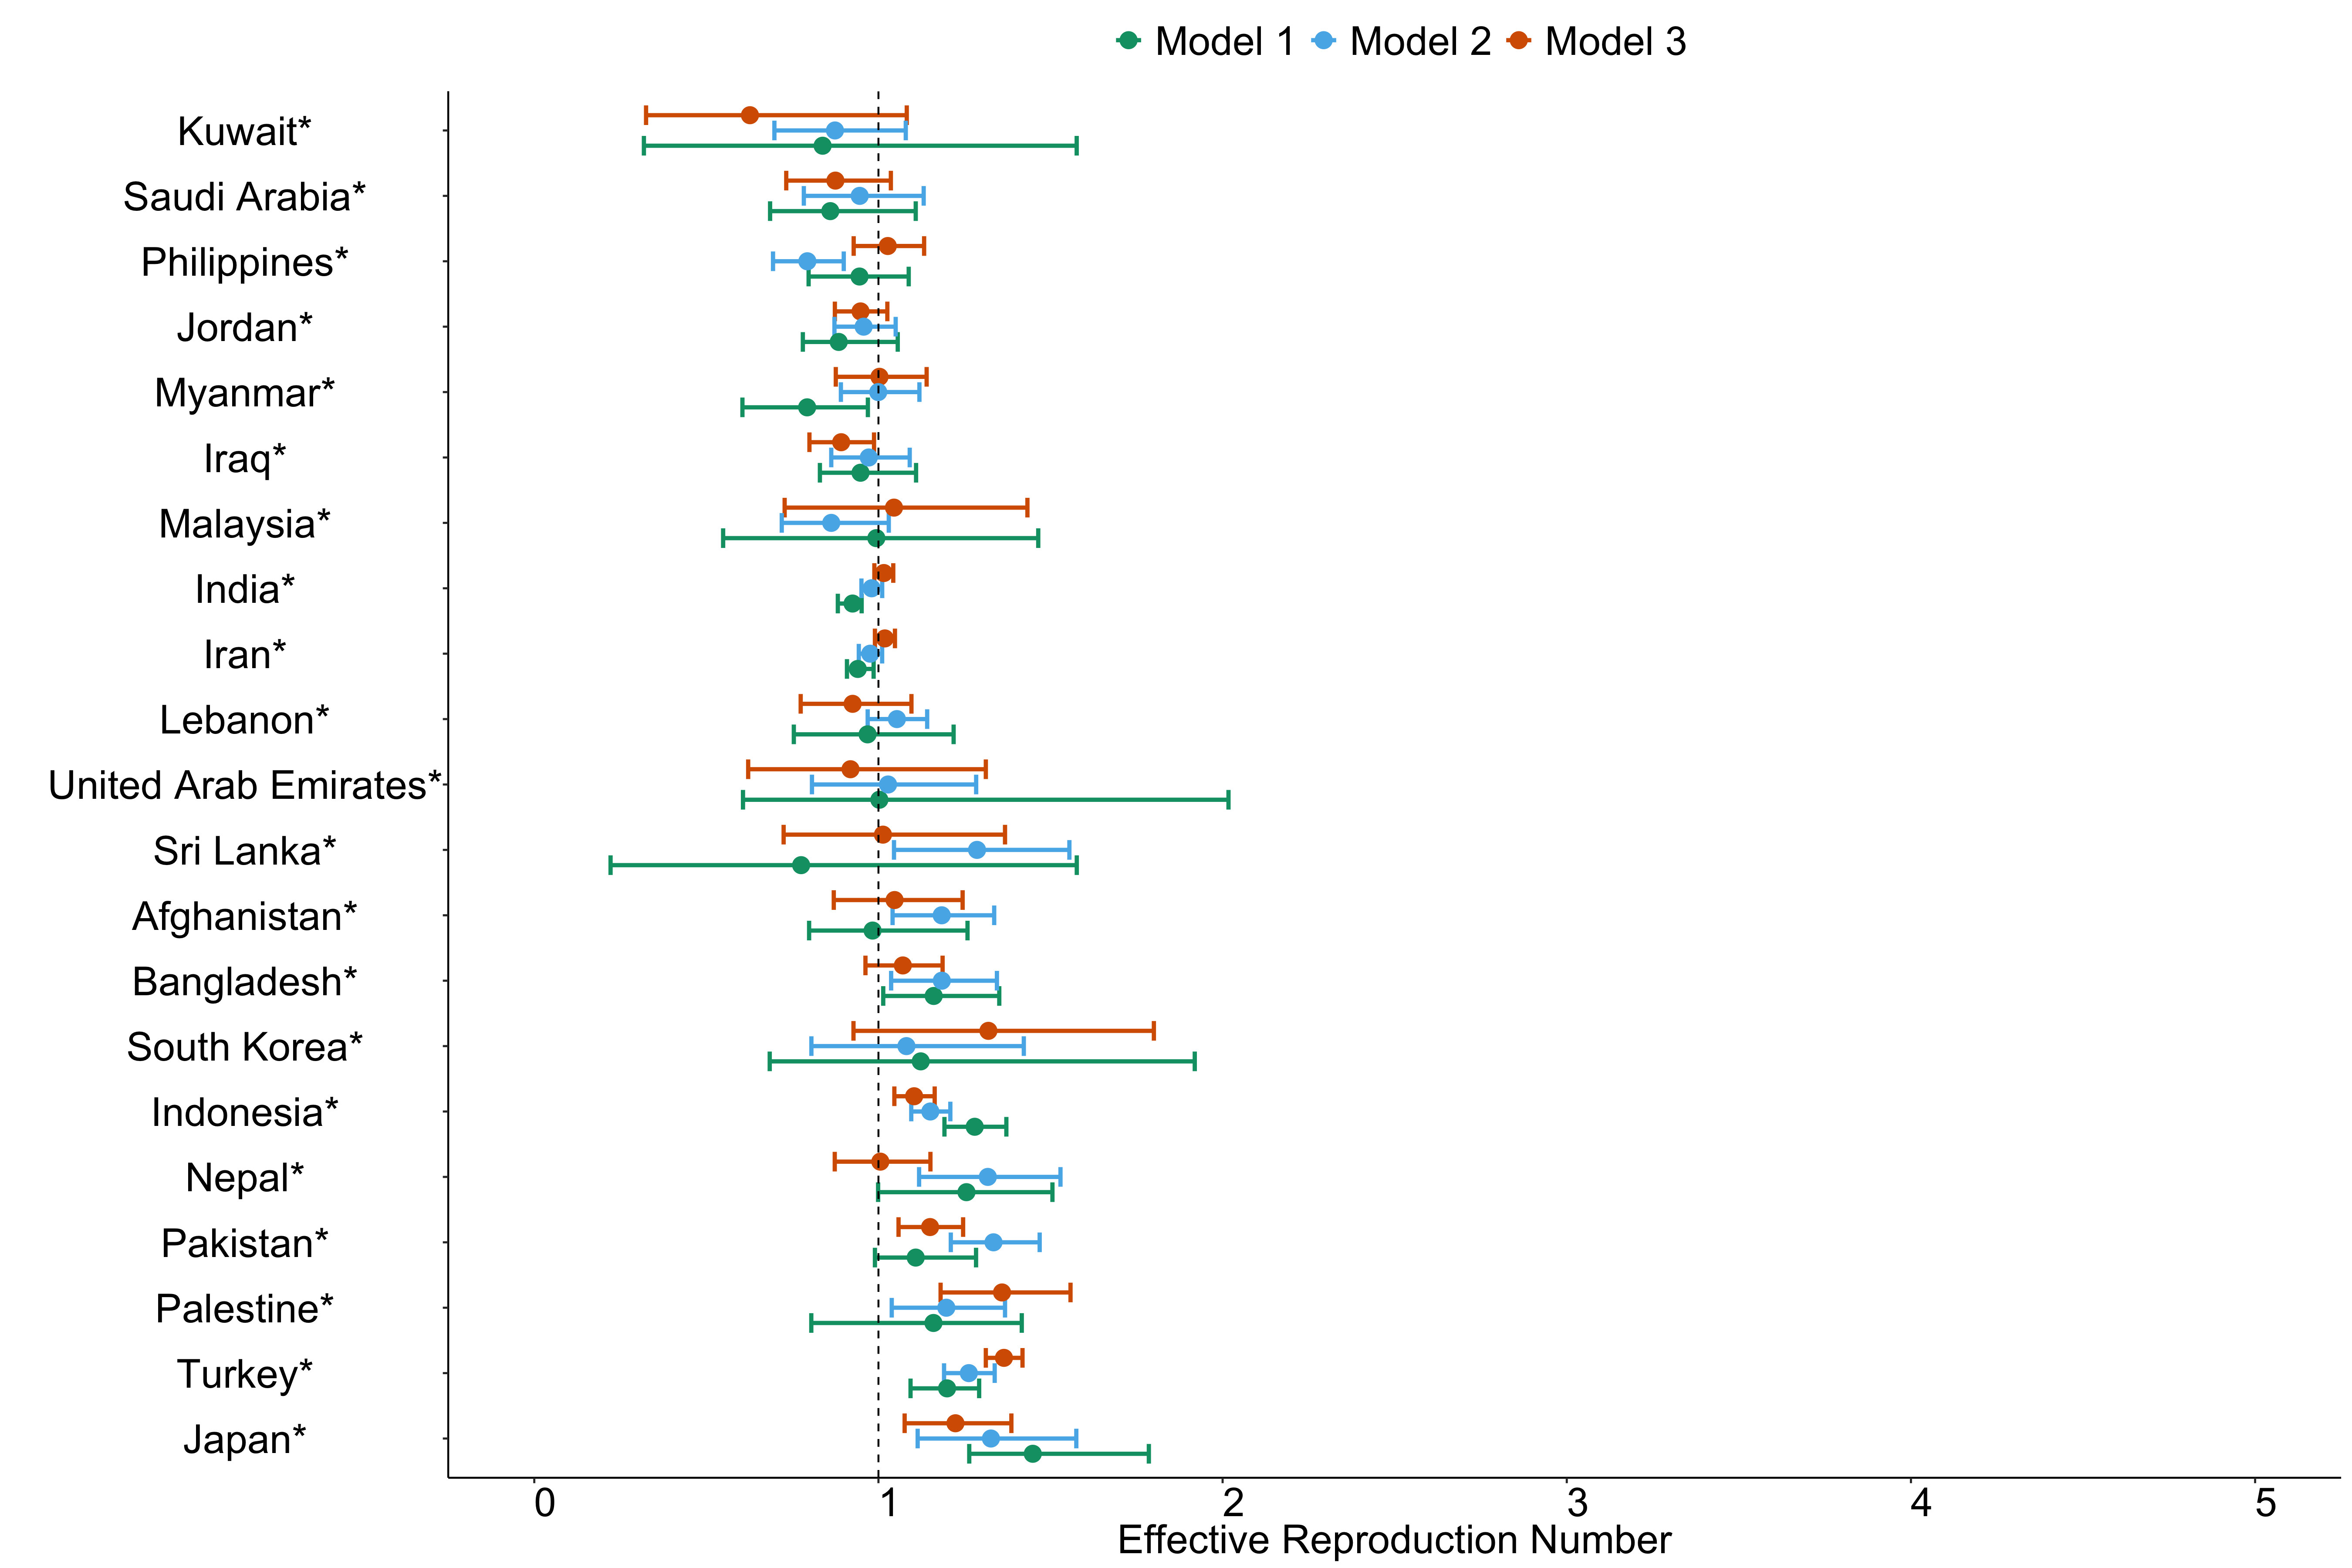 Model 1 Model 2 Model 3
Kuwait*
Saudi Arabia*
Philippines*
Jordan*
Myanmar*
Iraq*
Malaysia*
India*
Iran*
Lebanon*
United Arab Emirates*
Sri Lanka*
Afghanistan*
Bangladesh*
South Korea*
Indonesia*
Nepal*
Pakistan*
Palestine*
Turkey*
Japan*
0 1 2 3 4 5
Effective Reproduction Number